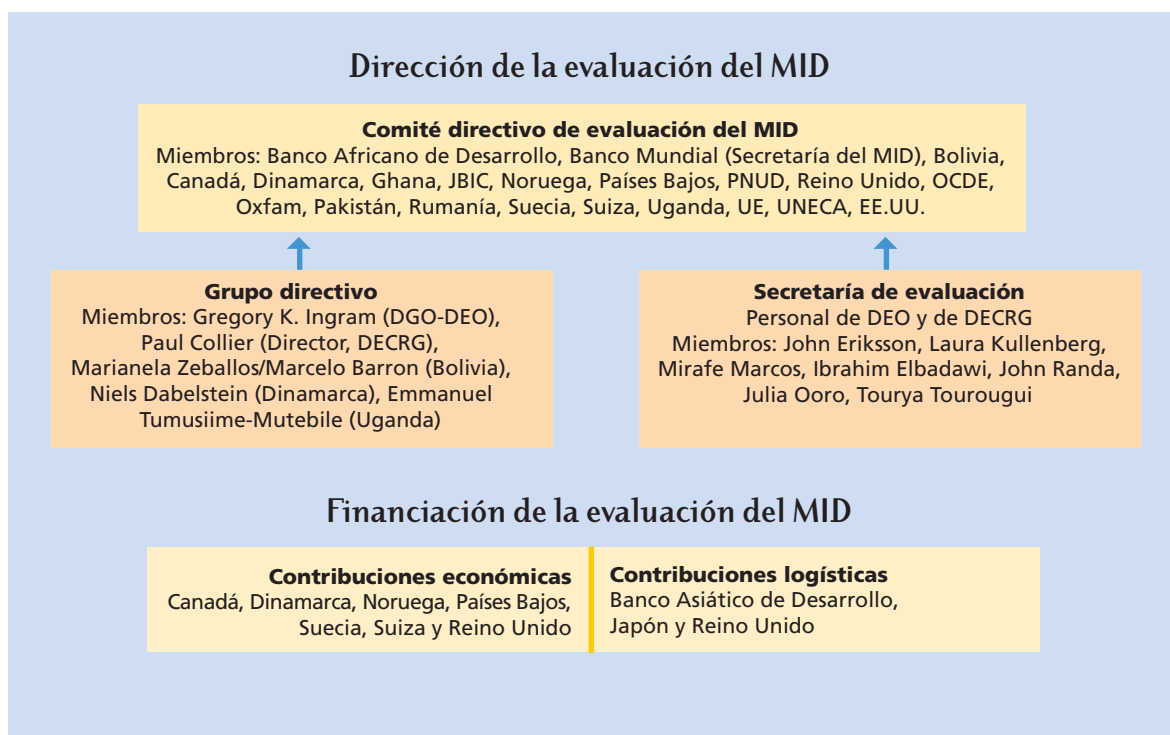 Dirección de la evaluación del MID
Comité directivo de evaluación del MID
Miembros: Banco Africano de Desarrollo, Banco Mundial (Secretaría del MID), Bolivia,
Canadá, Dinamarca, Ghana, JBIC, Noruega, Países Bajos, PNUD, Reino Unido, OCDE,
Oxfam, Pakistán, Rumanía, Suecia, Suiza, Uganda, UE, UNECA, EE.UU.
Grupo directivo
Miembros: Gregory K. Ingram (DGO-DEO),
Paul Collier (Director, DECRG),
Marianela Zeballos/Marcelo Barron (Bolivia),
Niels Dabelstein (Dinamarca), Emmanuel
Tumusiime-Mutebile (Uganda)
Secretaría de evaluación
Personal de DEO y de DECRG
Miembros: John Eriksson, Laura Kullenberg,
Mirafe Marcos, Ibrahim Elbadawi, John Randa,
Julia Ooro, Tourya Tourougui
Financiación de la evaluación del MID
Contribuciones económicas
Canadá, Dinamarca, Noruega, Países Bajos,
Suecia, Suiza y Reino Unido
Contribuciones logísticas
Banco Asiático de Desarrollo,
Japón y Reino Unido